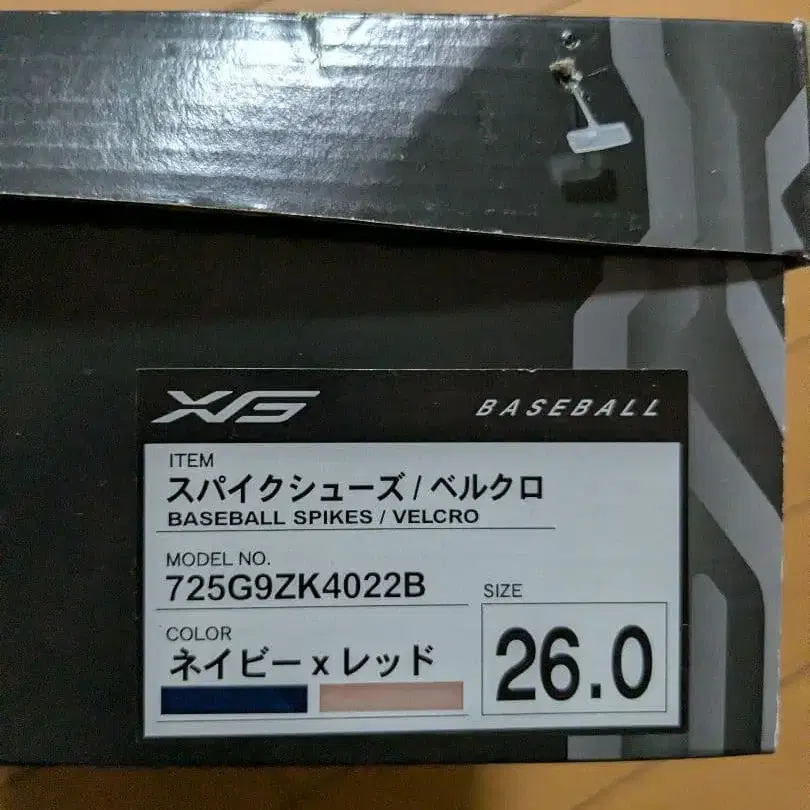 XG
BASEBALL
ITEM
スパイクシューズ / ベルクロ
BASEBALL SPIKES / VELCRO
MODEL NO.
725G9ZK4022B
COLOR
ネイビー x レッド
SIZE
26.0